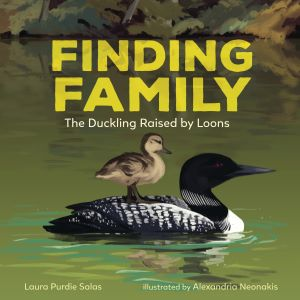 FINDING
FAMILY
The Duckling Raised by Loons
Laura Purdie Salas illustrated by Alexandria Neonakis